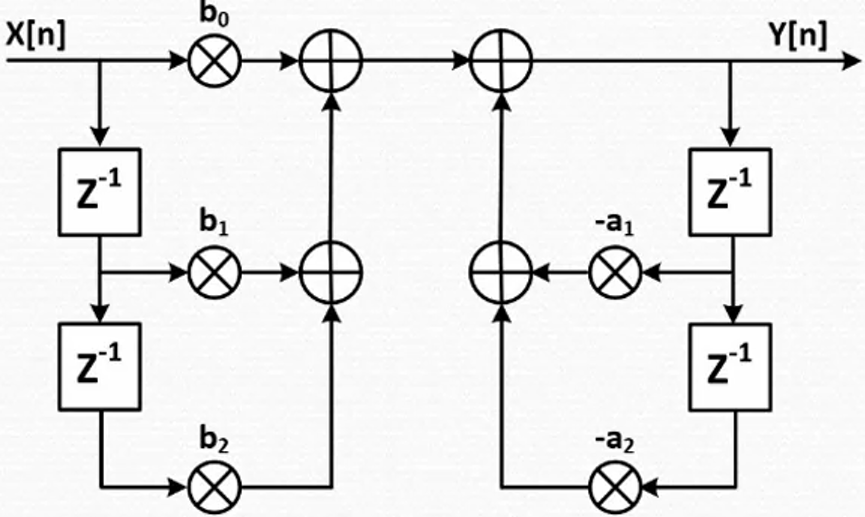 b₀
X[n]
Y[n]
Z⁻¹
Z⁻¹
b₁
-a₁
Z⁻¹
Z⁻¹
b₂
-a₂